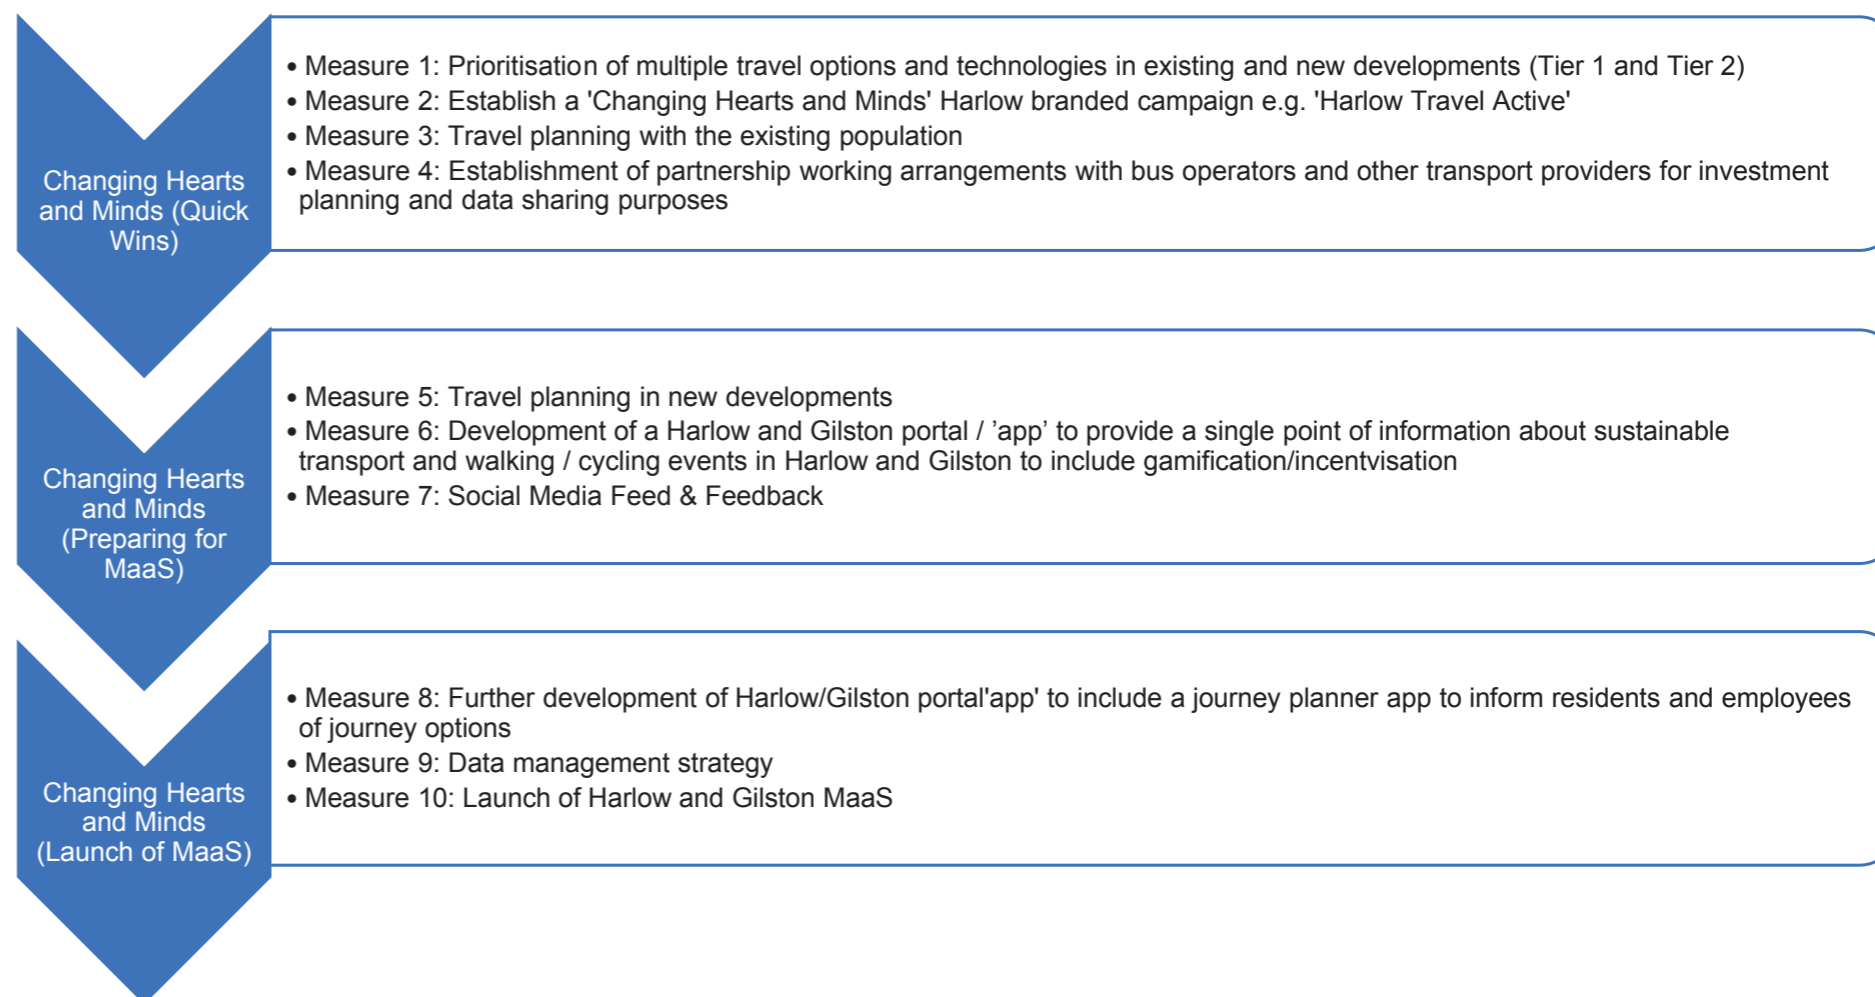 Changing Hearts
and Minds (Quick
Wins)
• Measure 1: Prioritisation of multiple travel options and technologies in existing and new developments (Tier 1 and Tier 2)
• Measure 2: Establish a 'Changing Hearts and Minds' Harlow branded campaign e.g. 'Harlow Travel Active'
• Measure 3: Travel planning with the existing population
• Measure 4: Establishment of partnership working arrangements with bus operators and other transport providers for investment
planning and data sharing purposes
Changing Hearts
and Minds
(Preparing for
MaaS)
• Measure 5: Travel planning in new developments
• Measure 6: Development of a Harlow and Gilston portal / ’app’ to provide a single point of information about sustainable
transport and walking / cycling events in Harlow and Gilston to include gamification/incentvisation
• Measure 7: Social Media Feed & Feedback
Changing Hearts
and Minds
(Launch of MaaS)
• Measure 8: Further development of Harlow/Gilston portal'app' to include a journey planner app to inform residents and employees
of journey options
• Measure 9: Data management strategy
• Measure 10: Launch of Harlow and Gilston MaaS